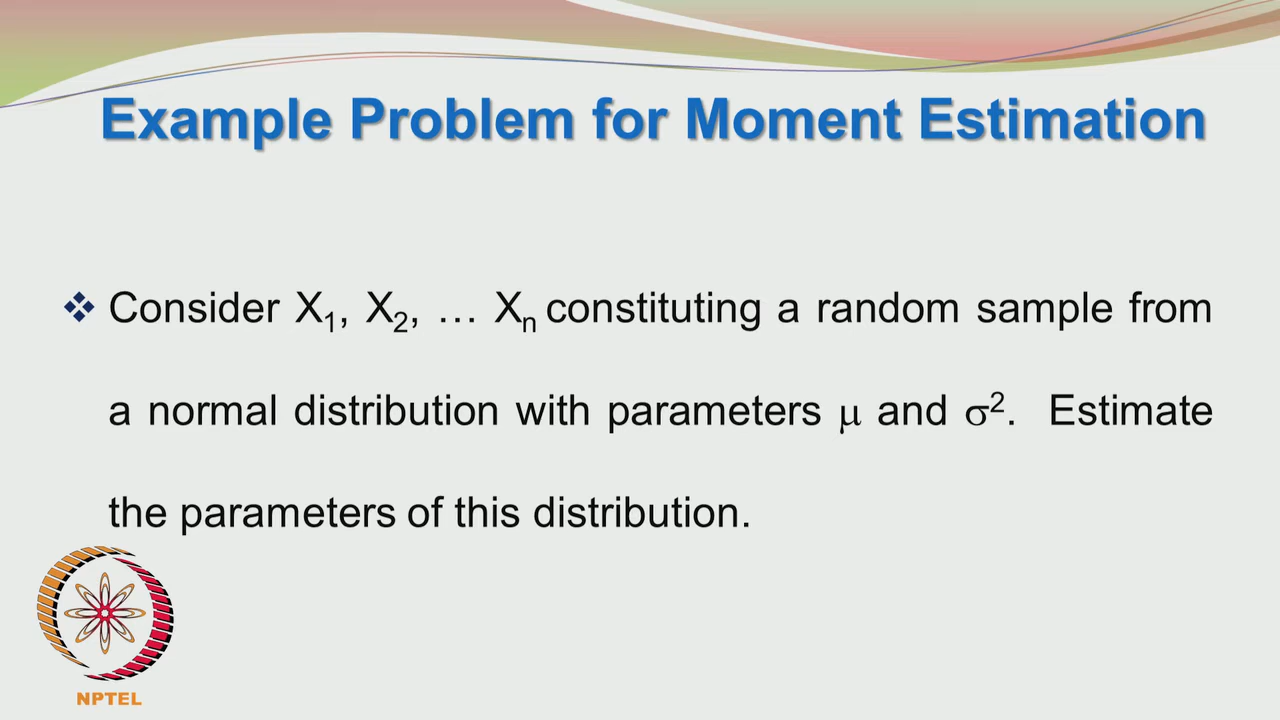 Example Problem for Moment Estimation
❖ Consider X₁, X₂, … Xₙ constituting a random sample from
a normal distribution with parameters μ and σ². Estimate
the parameters of this distribution.
NPTEL